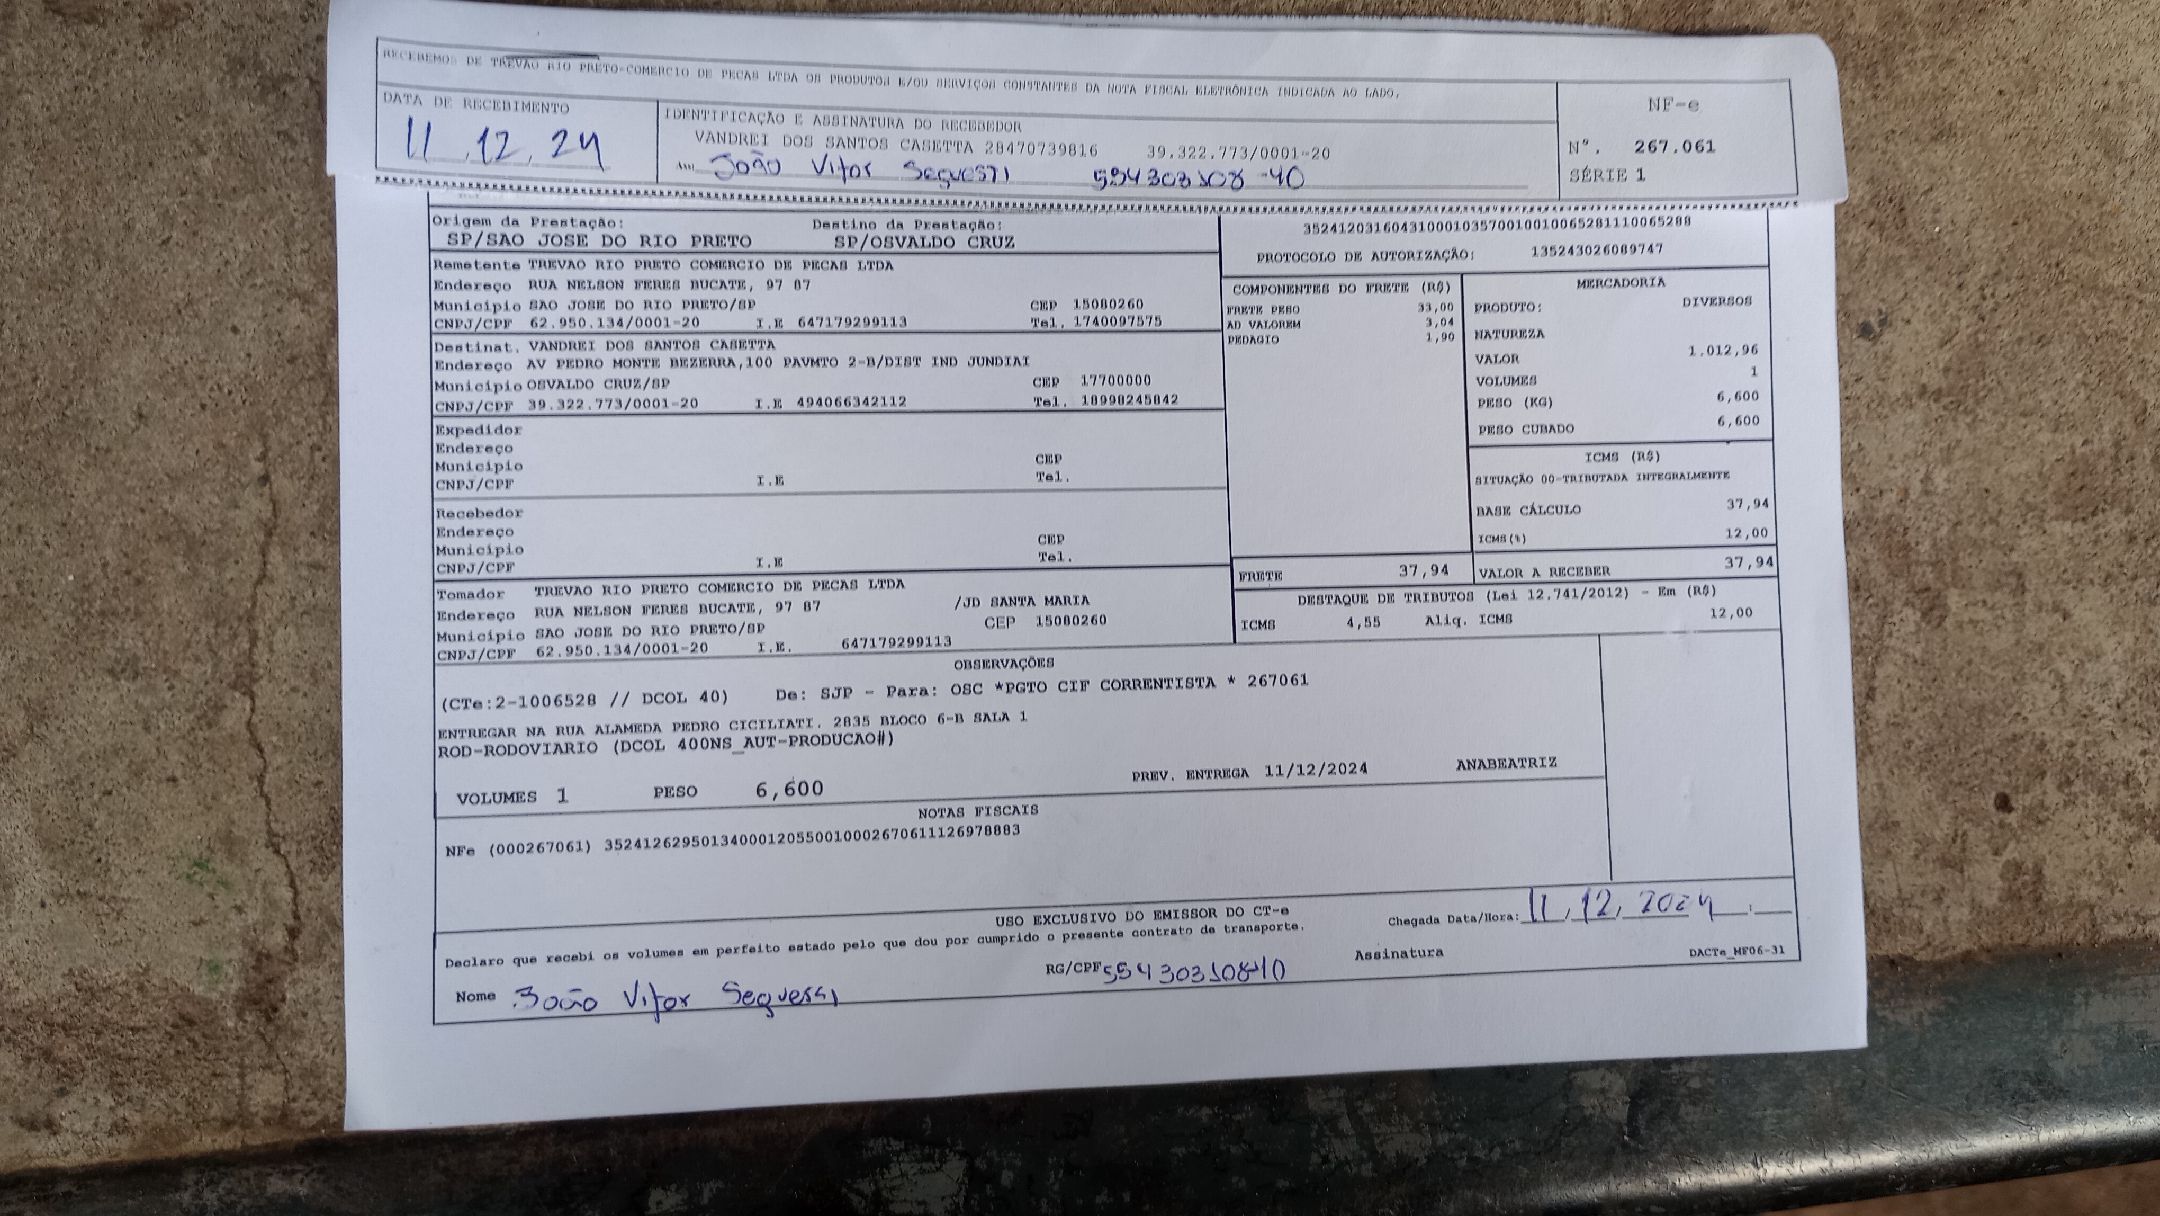 RECEBEMOS DE TREVAO RIO PRETO-COMERCIO DE PECAS LTDA OS PRODUTOS E/OU SERVIÇOS CONSTANTES DA NOTA FISCAL ELETRÔNICA INDICADA AO LADO,
DATA DE RECEBIMENTO
11.12.24
IDENTIFICAÇÃO E ASSINATURA DO RECEBEDOR
VANDREI DOS SANTOS CASETTA 28470739816 39.322.773/0001-20
João Vitor Seguessi 554303108-40
NF-e
Nº. 267.061
SÉRIE 1
Origem da Prestação: Destino da Prestação:
SP/SAO JOSE DO RIO PRETO SP/OSVALDO CRUZ
Remetente TREVAO RIO PRETO COMERCIO DE PECAS LTDA
Endereço RUA NELSON FERES BUCATE, 97 87
Município SAO JOSE DO RIO PRETO/SP CEP 15080260
CNPJ/CPF 62.950.134/0001-20 I.E 647179299113 Tel. 1740097575
Destinat. VANDREI DOS SANTOS CASETTA
Endereço AV PEDRO MONTE BEZERRA,100 PAVMTO 2-B/DIST IND JUNDIAI
Município OSVALDO CRUZ/SP CEP 17700000
CNPJ/CPF 39.322.773/0001-20 I.E 494066342112 Tel. 18998245842
Expedidor
Endereço
Município CEP
CNPJ/CPF I.E Tel.
Recebedor
Endereço
Município CEP
CNPJ/CPF I.E Tel.
Tomador TREVAO RIO PRETO COMERCIO DE PECAS LTDA
Endereço RUA NELSON FERES BUCATE, 97 87 /JD SANTA MARIA
Município SAO JOSE DO RIO PRETO/SP CEP 15080260
CNPJ/CPF 62.950.134/0001-20 I.E. 647179299113
35241203160431000103570010010065281110065288
PROTOCOLO DE AUTORIZAÇÃO: 135243026089747
COMPONENTES DO FRETE (R$)
FRETE PESO 33,00
AD VALOREM 3,04
PEDAGIO 1,90
FRETE 37,94
MERCADORIA
PRODUTO: DIVERSOS
NATUREZA
VALOR 1.012,96
VOLUMES 1
PESO (KG) 6,600
PESO CUBADO 6,600
ICMS (R$)
SITUAÇÃO 00-TRIBUTADA INTEGRALMENTE
BASE CÁLCULO 37,94
ICMS(%) 12,00
VALOR A RECEBER 37,94
DESTAQUE DE TRIBUTOS (Lei 12.741/2012) - Em (R$)
ICMS 4,55 Aliq. ICMS 12,00
OBSERVAÇÕES
(CTe:2-1006528 // DCOL 40) De: SJP - Para: OSC *PGTO CIF CORRENTISTA * 267061
ENTREGAR NA RUA ALAMEDA PEDRO CICILIATI. 2835 BLOCO 6-B SALA 1
ROD-RODOVIARIO (DCOL 400NS_AUT-PRODUCAO#)
VOLUMES 1 PESO 6,600 PREV. ENTREGA 11/12/2024 ANABEATRIZ
NOTAS FISCAIS
NFe (000267061) 35241262950134000120550010002670611126978883
USO EXCLUSIVO DO EMISSOR DO CT-e
Chegada Data/Hora: 11,12,2024 :
Declaro que recebi os volumes em perfeito estado pelo que dou por cumprido o presente contrato de transporte.
Nome João Vitor Seguessi RG/CPF 55430310840 Assinatura
DACTe_MF06-31